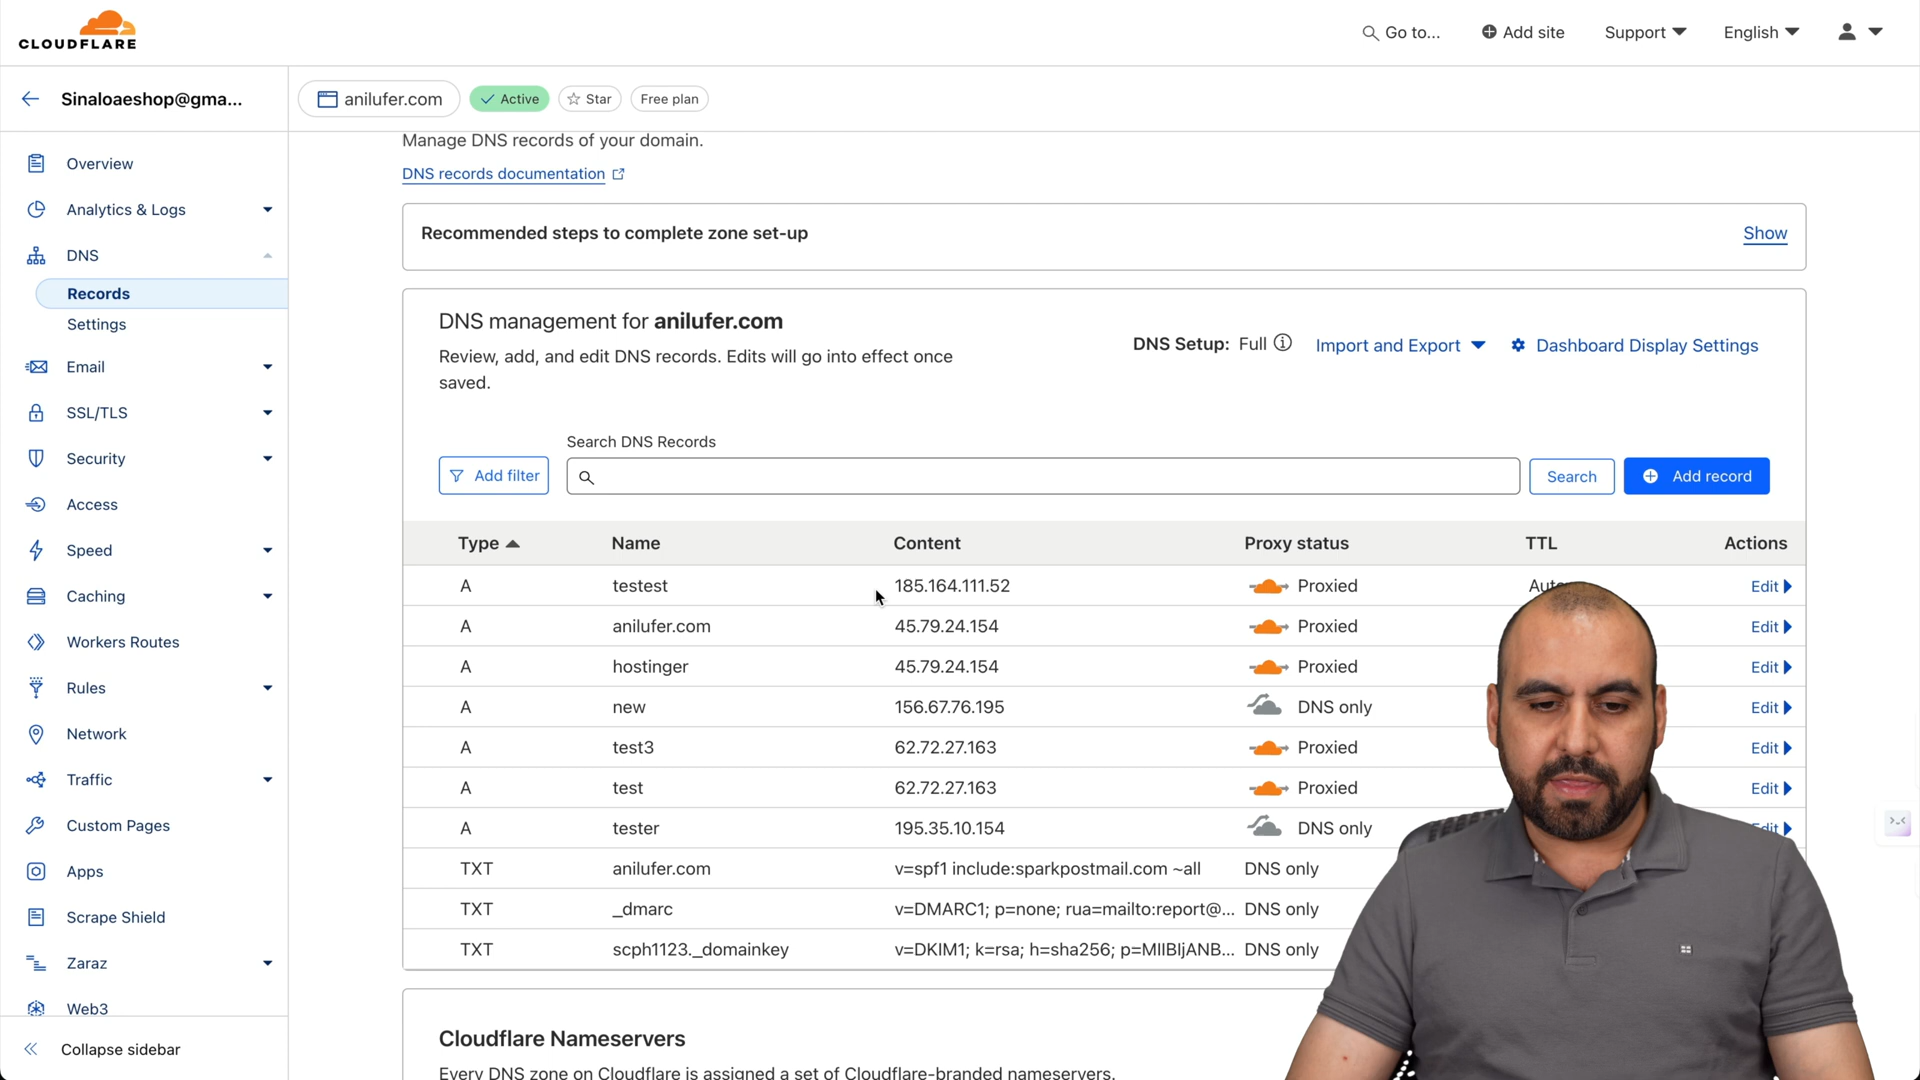 CLOUDFLARE
Go to...
Add site
Support
English
Sinaloaeshop@gma...
anilufer.com
Active
Star
Free plan
Overview
Analytics & Logs
DNS
Records
Settings
Email
SSL/TLS
Security
Access
Speed
Caching
Workers Routes
Rules
Network
Traffic
Custom Pages
Apps
Scrape Shield
Zaraz
Web3
Collapse sidebar
Manage DNS records of your domain.
DNS records documentation
Recommended steps to complete zone set-up
Show
DNS management for anilufer.com
Review, add, and edit DNS records. Edits will go into effect once
saved.
DNS Setup: Full
Import and Export
Dashboard Display Settings
Search DNS Records
Add filter
Search
Add record
Type Name Content Proxy status TTL Actions
A testest 185.164.111.52 Proxied Edit
A anilufer.com 45.79.24.154 Proxied Edit
A hostinger 45.79.24.154 Proxied Edit
A new 156.67.76.195 DNS only Edit
A test3 62.72.27.163 Proxied Edit
A test 62.72.27.163 Proxied Edit
A tester 195.35.10.154 DNS only
TXT anilufer.com v=spf1 include:sparkpostmail.com ~all DNS only
TXT _dmarc v=DMARC1; p=none; rua=mailto:report@... DNS only
TXT scph1123._domainkey v=DKIM1; k=rsa; h=sha256; p=MIIBIjANB... DNS only
Cloudflare Nameservers
Every DNS zone on Cloudflare is assigned a set of Cloudflare-branded nameservers.